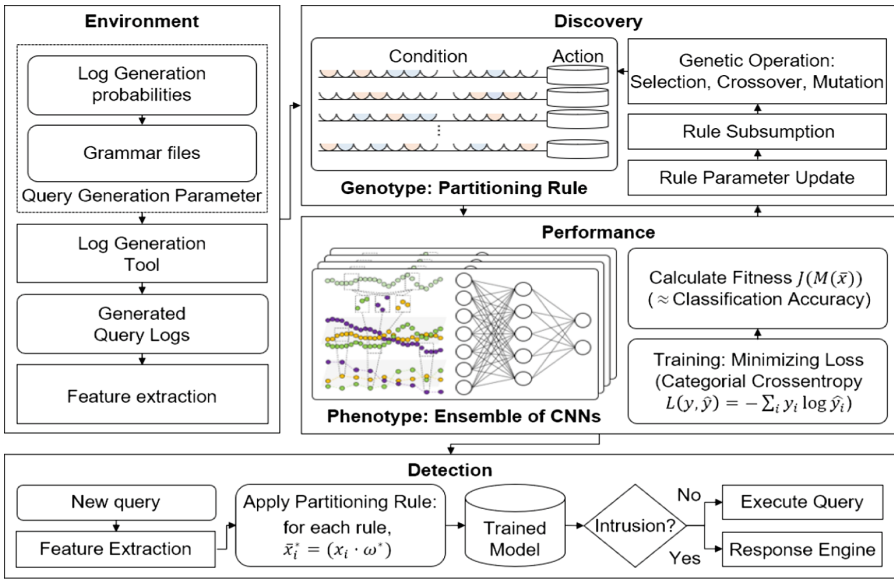 Environment
Log Generation
probabilities
Grammar files
Query Generation Parameter
Log Generation
Tool
Generated
Query Logs
Feature extraction
Discovery
Condition
Action
Genotype: Partitioning Rule
Genetic Operation:
Selection, Crossover, Mutation
Rule Subsumption
Rule Parameter Update
Performance
Phenotype: Ensemble of CNNs
Calculate Fitness J(M(x̄))
(≈ Classification Accuracy)
Training: Minimizing Loss
(Categorial Crossentropy
L(y, ŷ) = −∑ᵢ yᵢ log ŷᵢ)
Detection
New query
Feature Extraction
Apply Partitioning Rule:
for each rule,
x̄ᵢ* = (xᵢ · ω*)
Trained
Model
Intrusion?
No
Yes
Execute Query
Response Engine